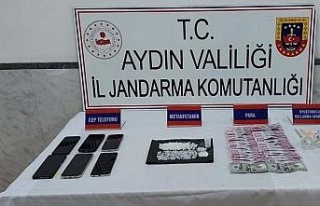 T.C.
AYDIN VALİLİĞİ
İL JANDARMA KOMUTANLIĞI
CEP TELEFONU
METAMFETAMİN
PARA